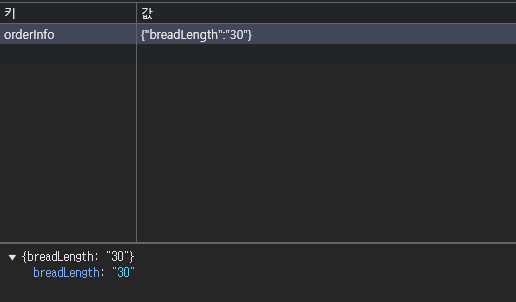 키 값
orderInfo {"breadLength":"30"}
▼ {breadLength: "30"}
breadLength: "30"